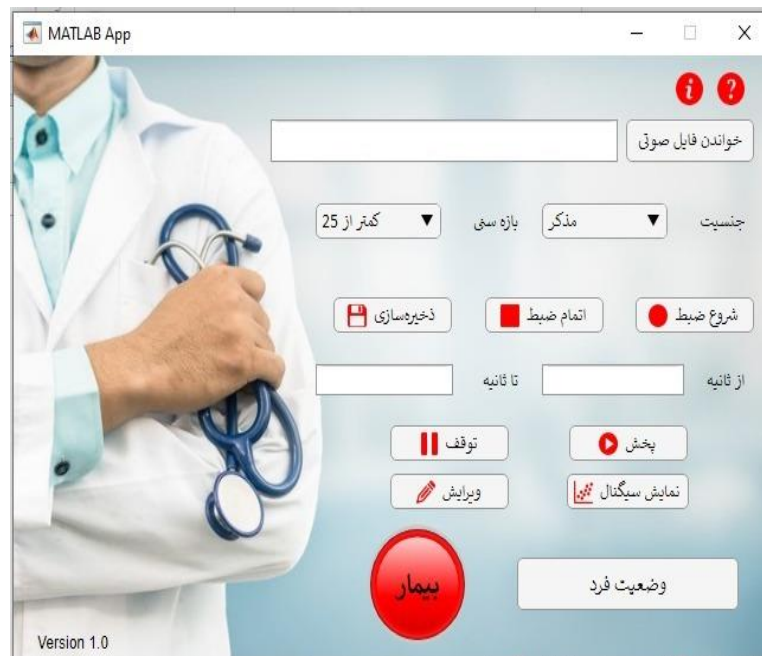 MATLAB App
خواندن فایل صوتی
جنسیت مذکر بازه سنی کمتر از 25
شروع ضبط اتمام ضبط ذخیره‌سازی
از ثانیه تا ثانیه
پخش توقف
نمایش سیگنال ویرایش
وضعیت فرد بیمار
Version 1.0